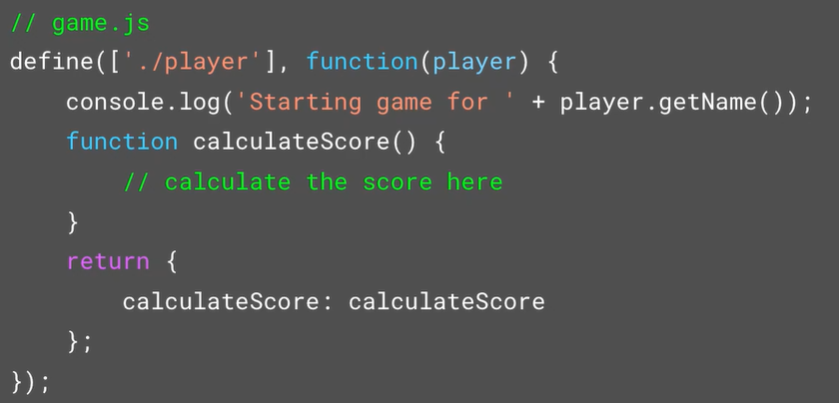 // game.js
define(['./player'], function(player) {
    console.log('Starting game for ' + player.getName());
    function calculateScore() {
        // calculate the score here
    }
    return {
        calculateScore: calculateScore
    };
});